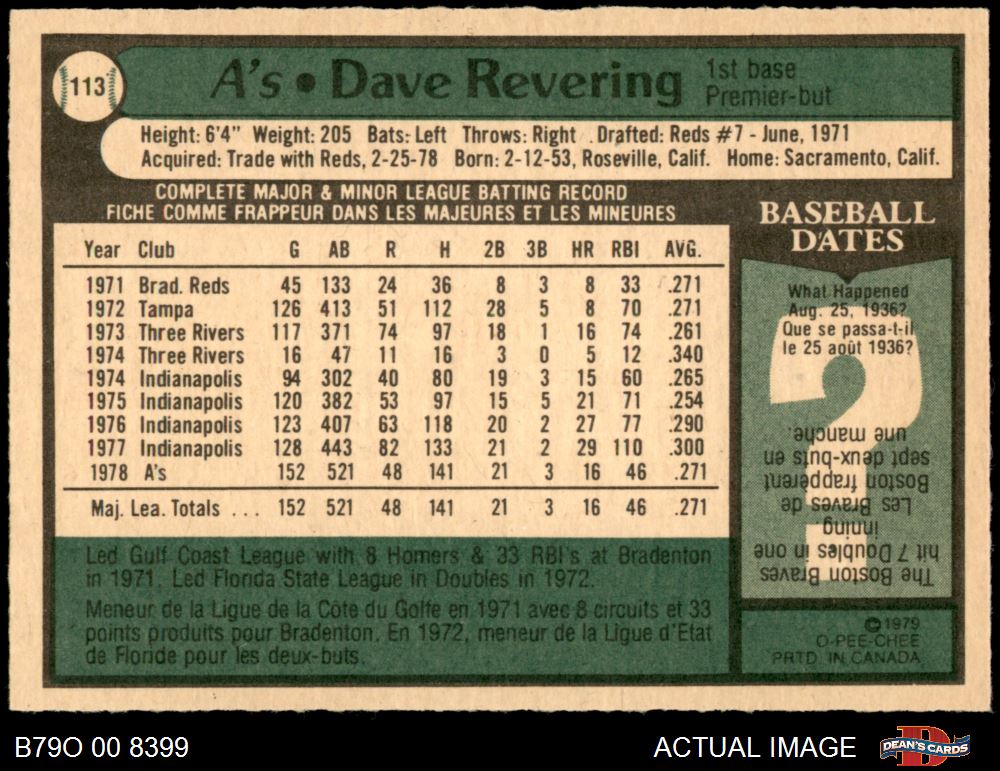 113
A's • Dave Revering
1st base
Premier-but
Height: 6'4" Weight: 205 Bats: Left Throws: Right . Drafted: Reds #7 - June, 1971
Acquired: Trade with Reds, 2-25-78 Born: 2-12-53, Roseville, Calif. Home: Sacramento, Calif.
COMPLETE MAJOR & MINOR LEAGUE BATTING RECORD
FICHE COMME FRAPPEUR DANS LES MAJEURES ET LES MINEURES
Year Club G AB R H 2B 3B HR RBI AVG.
1971 Brad. Reds 45 133 24 36 8 3 8 33 .271
1972 Tampa 126 413 51 112 28 5 8 70 .271
1973 Three Rivers 117 371 74 97 18 1 16 74 .261
1974 Three Rivers 16 47 11 16 3 0 5 12 .340
1974 Indianapolis 94 302 40 80 19 3 15 60 .265
1975 Indianapolis 120 382 53 97 15 5 21 71 .254
1976 Indianapolis 123 407 63 118 20 2 27 77 .290
1977 Indianapolis 128 443 82 133 21 2 29 110 .300
1978 A's 152 521 48 141 21 3 16 46 .271
Maj. Lea. Totals ... 152 521 48 141 21 3 16 46 .271
Led Gulf Coast League with 8 Homers & 33 RBI's at Bradenton
in 1971. Led Florida State League in Doubles in 1972.
Meneur de la Ligue de la Côte du Golfe en 1971 avec 8 circuits et 33
points produits pour Bradenton. En 1972, meneur de la Ligue d'Etat
de Floride pour les deux-buts.
BASEBALL
DATES
What Happened
Aug. 25, 1936?
Que se passa-t-il
le 25 août 1936?
The Boston Braves
hit 7 Doubles in one
inning.
Les Braves de
Boston frappèrent
sept deux-buts en
une manche.
©1979
O-PEE-CHEE
PRTD. IN CANADA
B79O 00 8399
ACTUAL IMAGE
DEAN'S CARDS